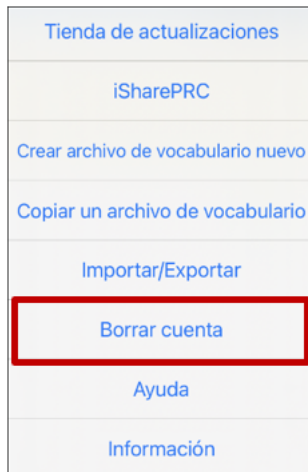 Tienda de actualizaciones
iSharePRC
Crear archivo de vocabulario nuevo
Copiar un archivo de vocabulario
Importar/Exportar
Borrar cuenta
Ayuda
Información